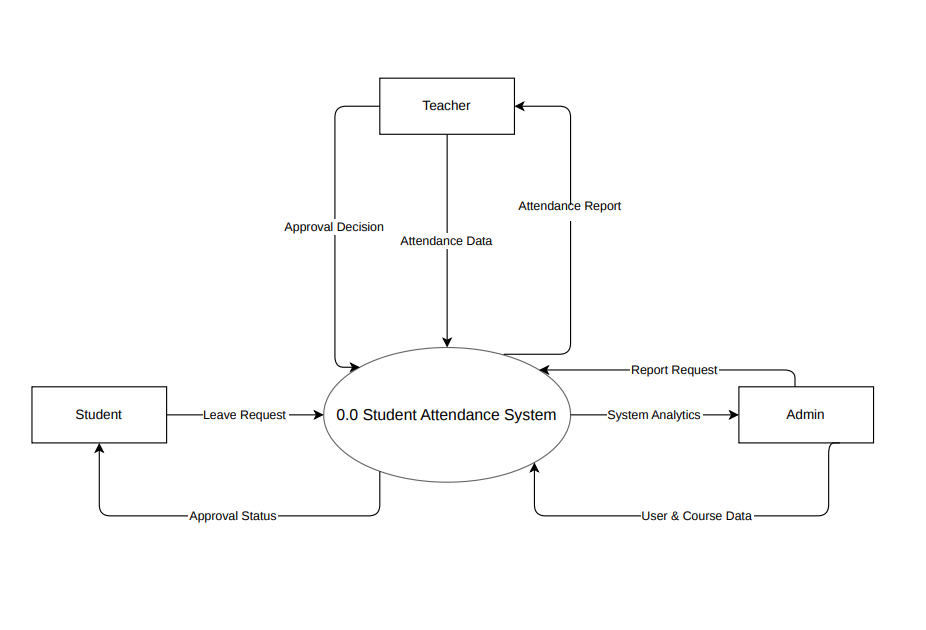 Teacher
Attendance Report
Approval Decision
Attendance Data
Report Request
Student
Leave Request
0.0 Student Attendance System
System Analytics
Admin
Approval Status
User & Course Data